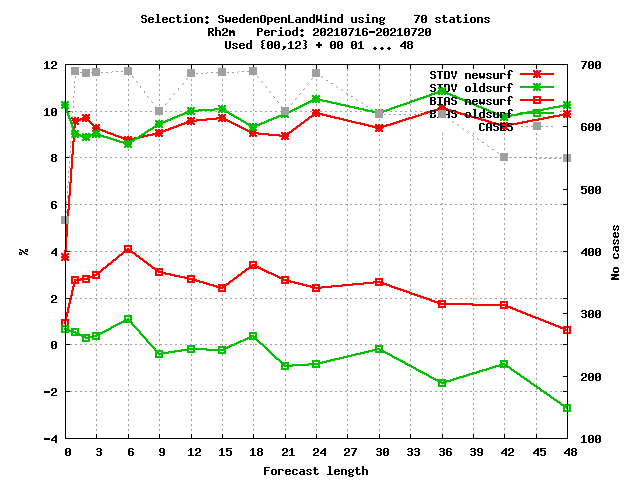 Selection: SwedenOpenLandWind using 70 stations
Rh2m Period: 20210716-20210720
Used {00,12} + 00 01 ... 48
STDV newsurf
STDV oldsurf
BIAS newsurf
BIAS oldsurf
CASES
12
10
8
6
4
2
0
-2
-4
%
700
600
500
400
300
200
100
No cases
0 3 6 9 12 15 18 21 24 27 30 33 36 39 42 45 48
Forecast length